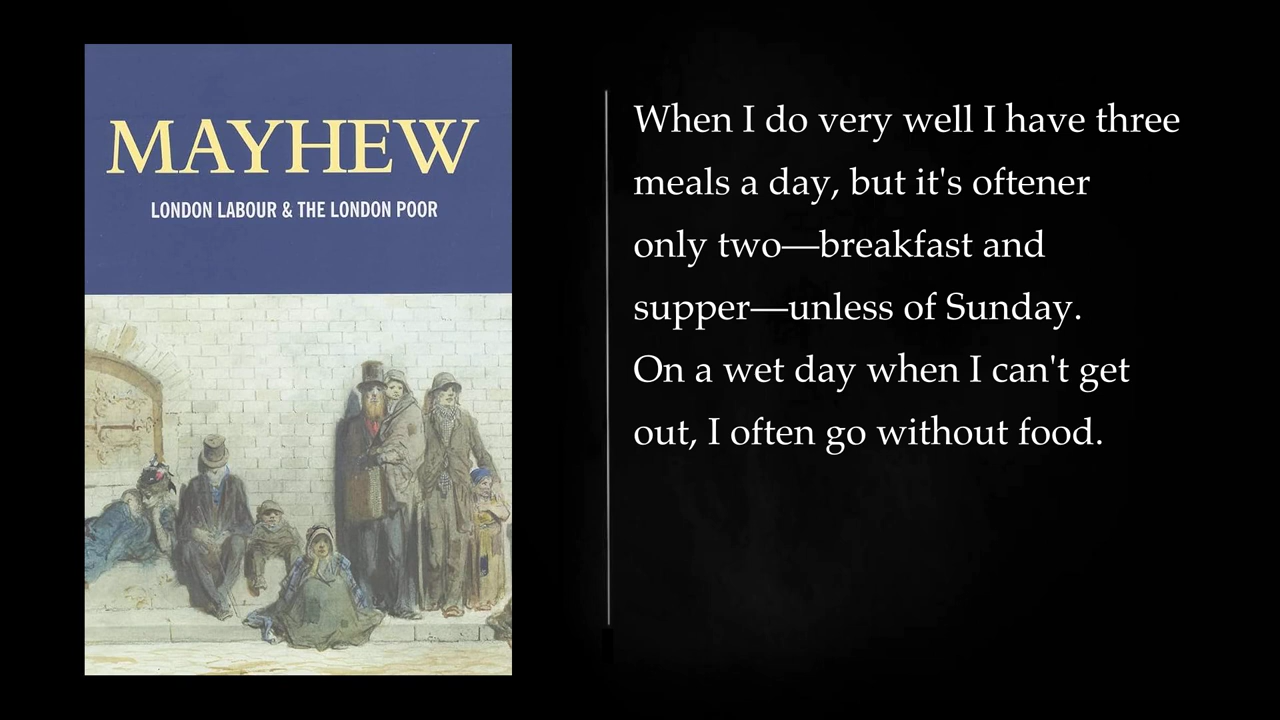 MAYHEW
LONDON LABOUR & THE LONDON POOR
When I do very well I have three
meals a day, but it's oftener
only two—breakfast and
supper—unless of Sunday.
On a wet day when I can't get
out, I often go without food.